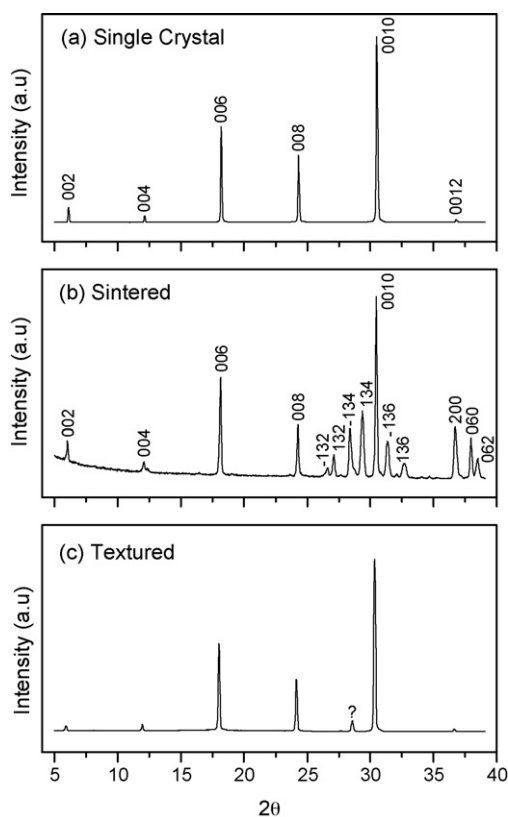 (a) Single Crystal
Intensity (a.u)
002
004
006
008
0010
0012
(b) Sintered
Intensity (a.u)
002
004
006
008
-132
132
-134
134
0010
-136
136
200
060
062
(c) Textured
Intensity (a.u)
?
5 10 15 20 25 30 35 40
2θ